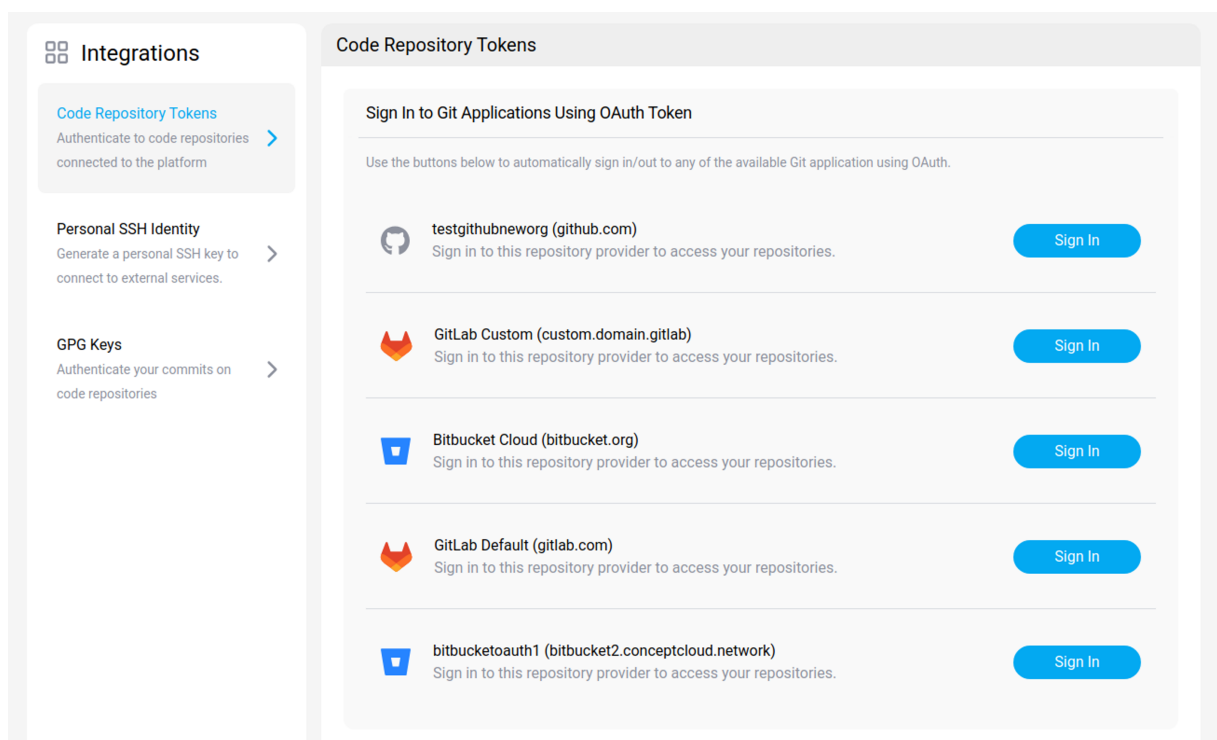 Integrations
Code Repository Tokens
Authenticate to code repositories
connected to the platform
Personal SSH Identity
Generate a personal SSH key to
connect to external services.
GPG Keys
Authenticate your commits on
code repositories
Code Repository Tokens
Sign In to Git Applications Using OAuth Token
Use the buttons below to automatically sign in/out to any of the available Git application using OAuth.
testgithubneworg (github.com)
Sign in to this repository provider to access your repositories.
Sign In
GitLab Custom (custom.domain.gitlab)
Sign in to this repository provider to access your repositories.
Sign In
Bitbucket Cloud (bitbucket.org)
Sign in to this repository provider to access your repositories.
Sign In
GitLab Default (gitlab.com)
Sign in to this repository provider to access your repositories.
Sign In
bitbucketoauth1 (bitbucket2.conceptcloud.network)
Sign in to this repository provider to access your repositories.
Sign In